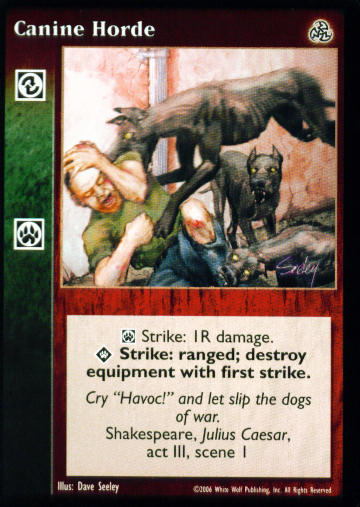 Canine Horde
Seeley
Strike: 1R damage.
Strike: ranged; destroy
equipment with first strike.
Cry "Havoc!" and let slip the dogs
of war.
Shakespeare, Julius Caesar,
act III, scene 1
Illus: Dave Seeley
©2006 White Wolf Publishing, Inc. All Rights Reserved